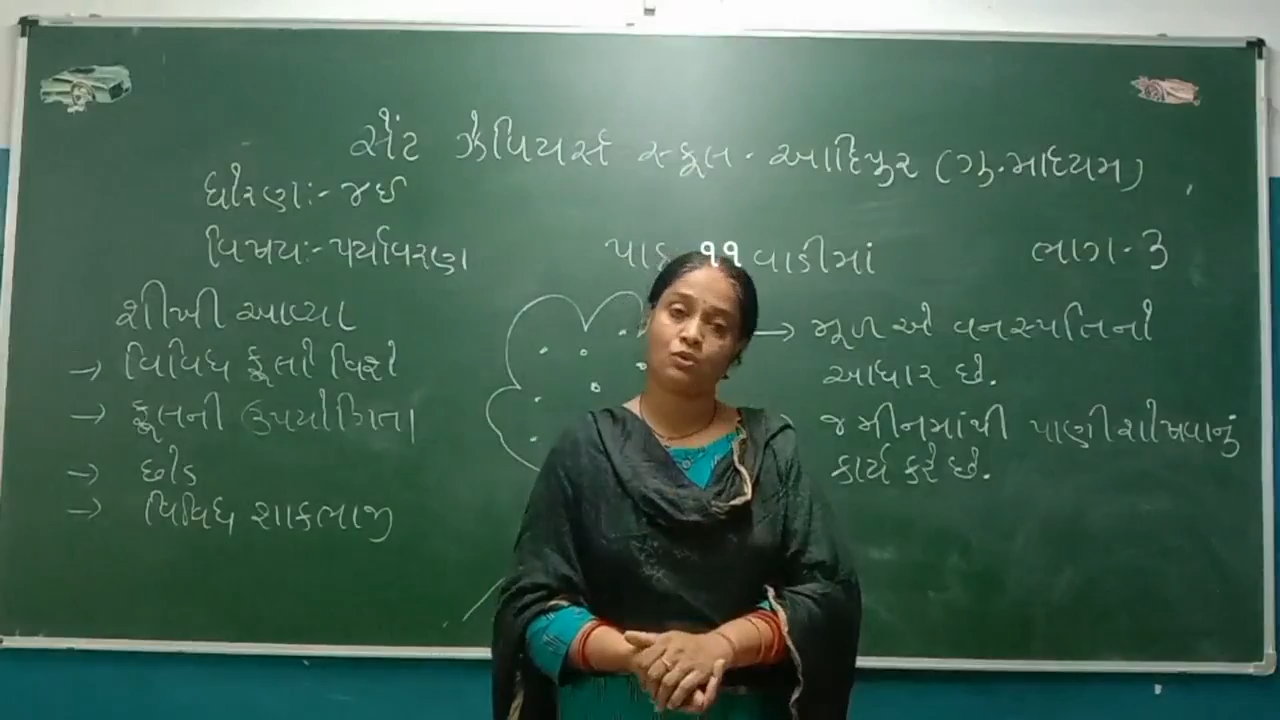 સેંટ ઝેવિયર્સ સ્કૂલ - આદિપુર (ગુ.માધ્યમ)
ધોરણઃ- ૪થી
વિષયઃ- પર્યાવરણ
પાઠ ૧૧ વાડીમાં
ભાગ-૩
શીખી આવ્યા
→ વિવિધ ફૂલો વિશે
→ ફૂલની ઉપયોગિતા
→ છોડ
→ વિવિધ શાકભાજી
→ મૂળ એ વનસ્પતિનો
આધાર છે.
જમીનમાંથી પાણી શોષવાનું
કાર્ય કરે છે.